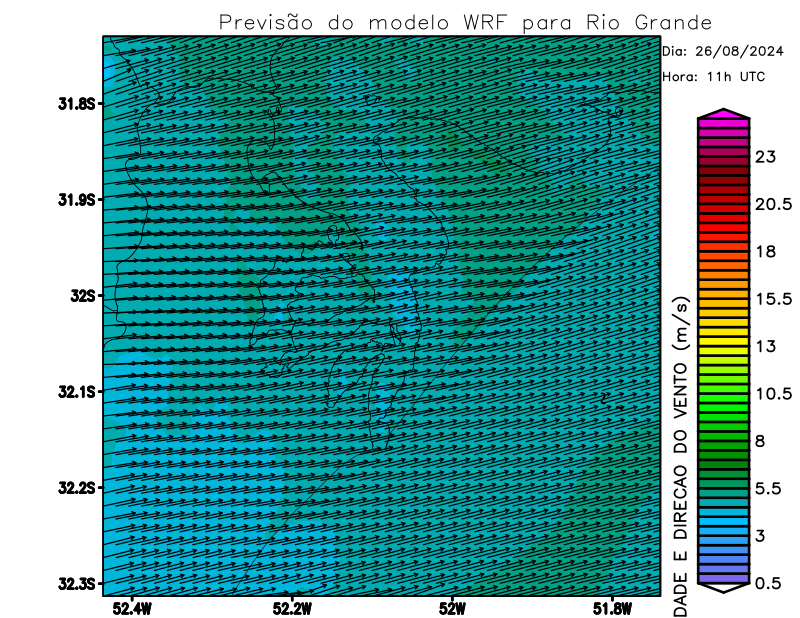 Previsão do modelo WRF para Rio Grande
Dia: 26/08/2024
Hora: 11h UTC
31.8S
31.9S
32S
32.1S
32.2S
32.3S
52.4W
52.2W
52W
51.8W
23
20.5
18
15.5
13
10.5
8
5.5
3
0.5
DADE E DIRECAO DO VENTO (m/s)